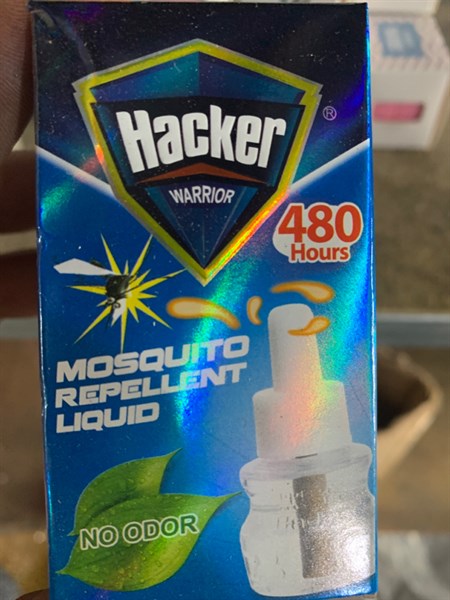 Hacker
®
WARRIOR
480
Hours
MOSQUITO
REPELLENT
LIQUID
NO ODOR